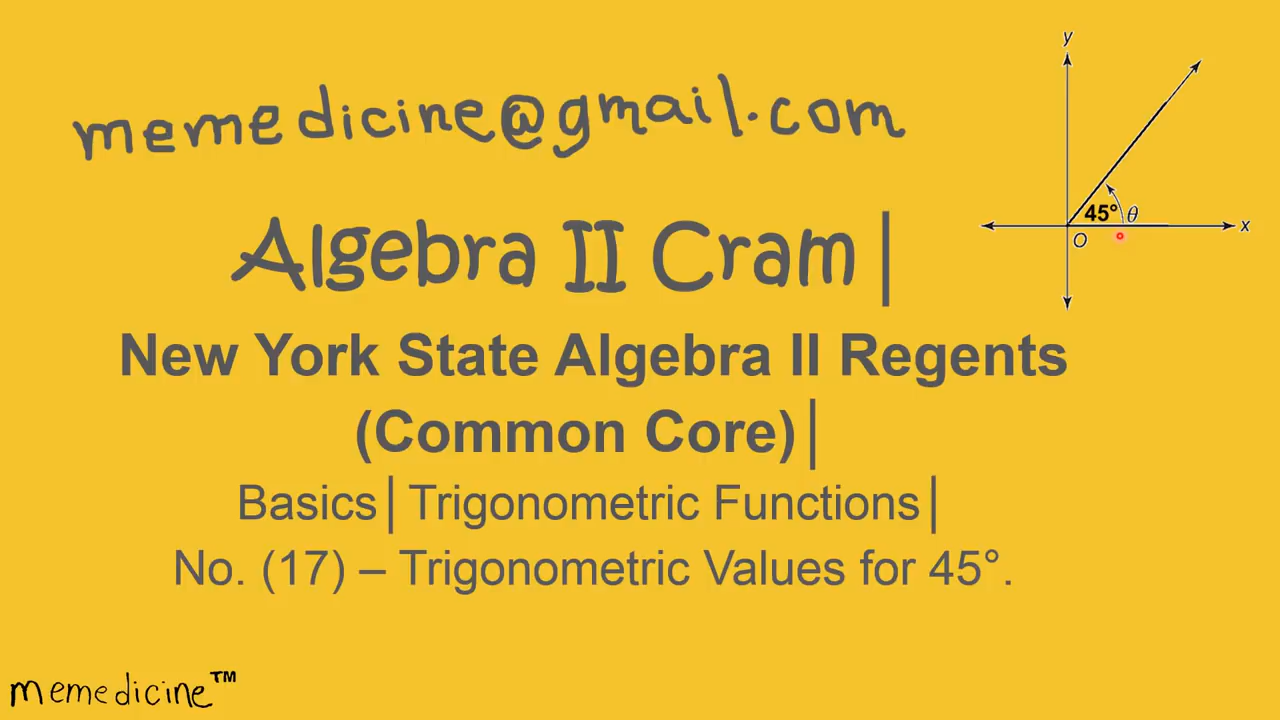 memedicine@gmail.com
y
45° θ
x
O
Algebra II Cram|
New York State Algebra II Regents
(Common Core)|
Basics|Trigonometric Functions|
No. (17) – Trigonometric Values for 45°.
memedicine™